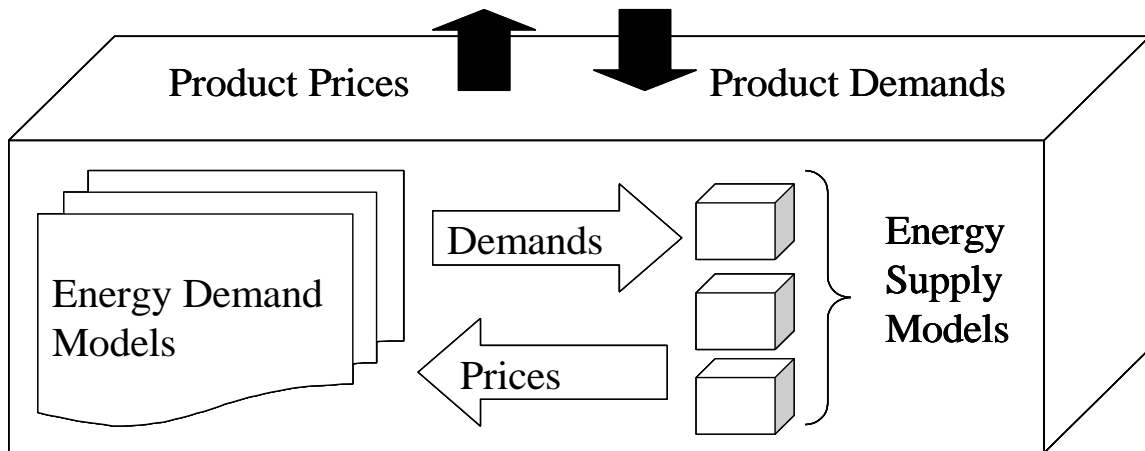 Product Prices
Product Demands
Energy Demand
Models
Demands
Prices
Energy
Supply
Models